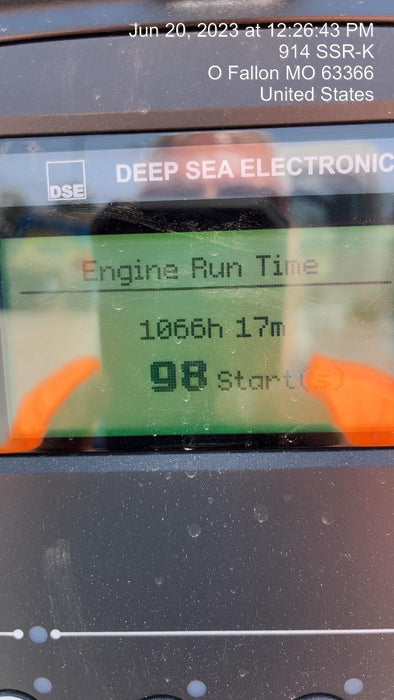 Jun 20, 2023 at 12:26:43 PM
914 SSR-K
O Fallon MO 63366
United States
DSE DEEP SEA ELECTRONIC
Engine Run Time
1066h 17m
98 Start(s)